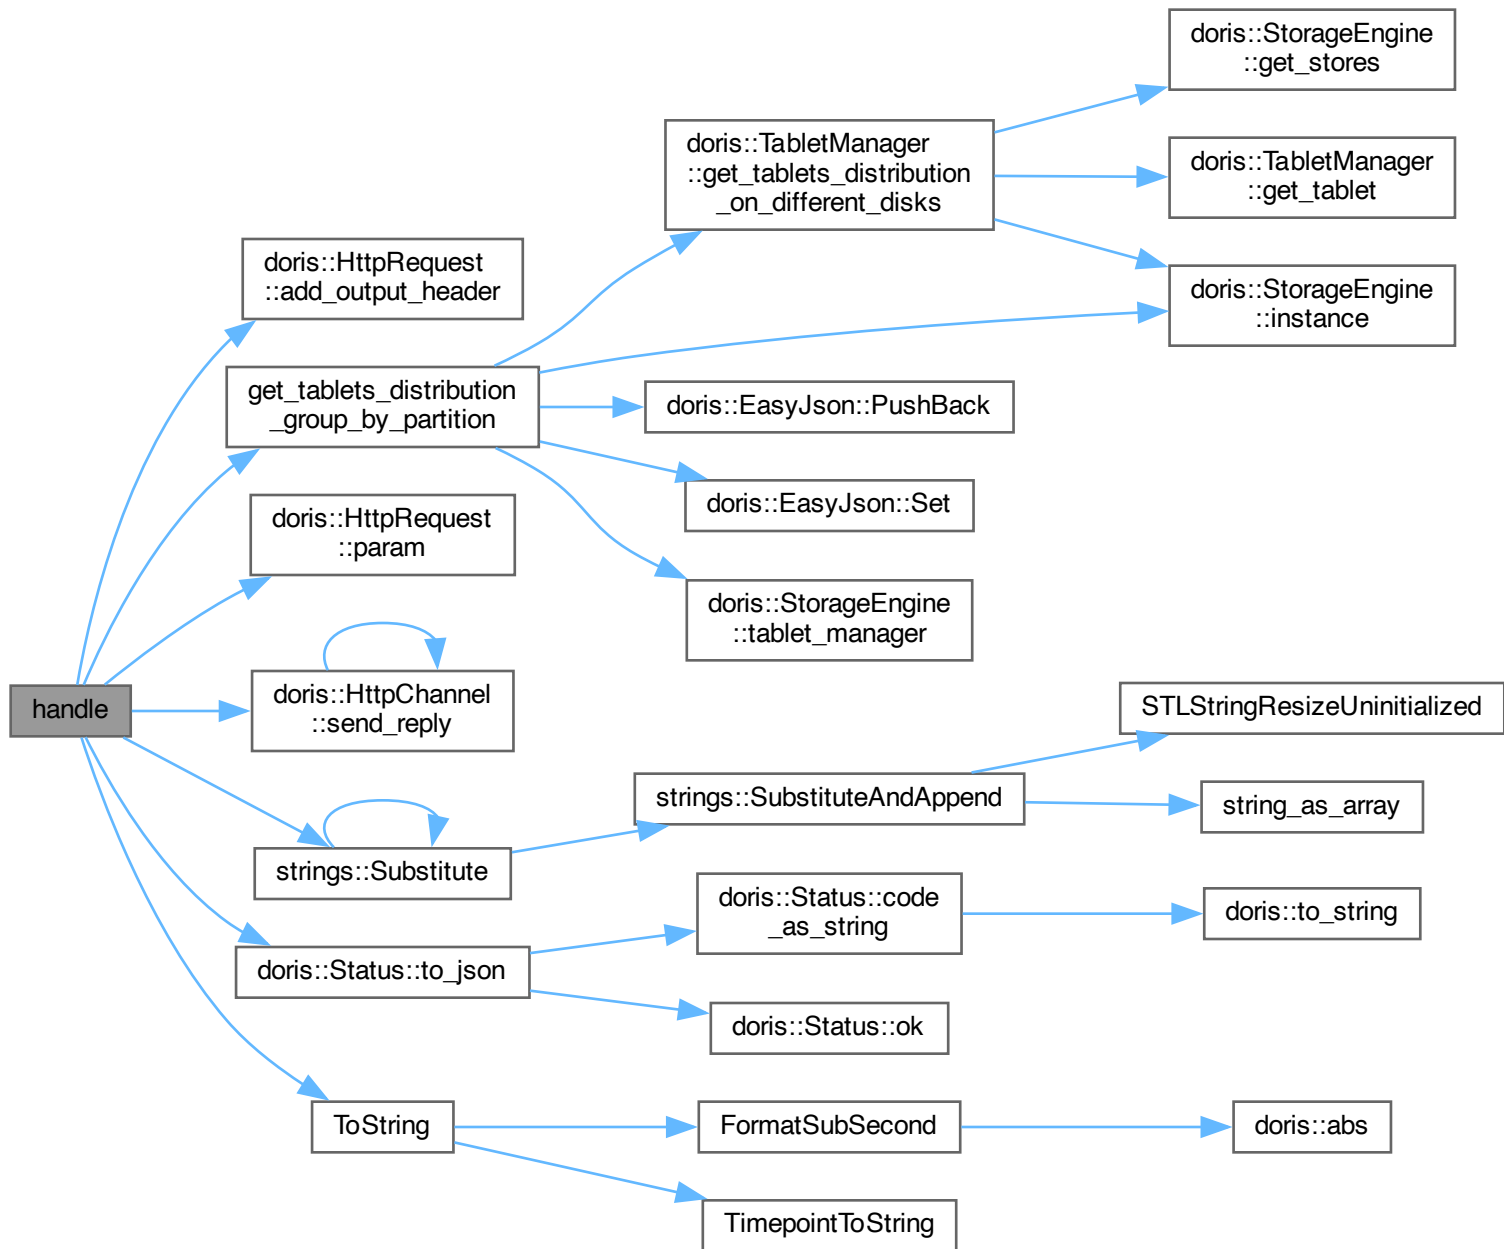 doris::StorageEngine
::get_stores
doris::TabletManager
::get_tablets_distribution
_on_different_disks
doris::TabletManager
::get_tablet
doris::HttpRequest
::add_output_header
doris::StorageEngine
::instance
get_tablets_distribution
_group_by_partition
doris::EasyJson::PushBack
doris::HttpRequest
::param
doris::EasyJson::Set
doris::StorageEngine
::tablet_manager
handle
doris::HttpChannel
::send_reply
STLStringResizeUninitialized
strings::SubstituteAndAppend
string_as_array
strings::Substitute
doris::Status::code
_as_string
doris::to_string
doris::Status::to_json
doris::Status::ok
ToString
FormatSubSecond
doris::abs
TimepointToString